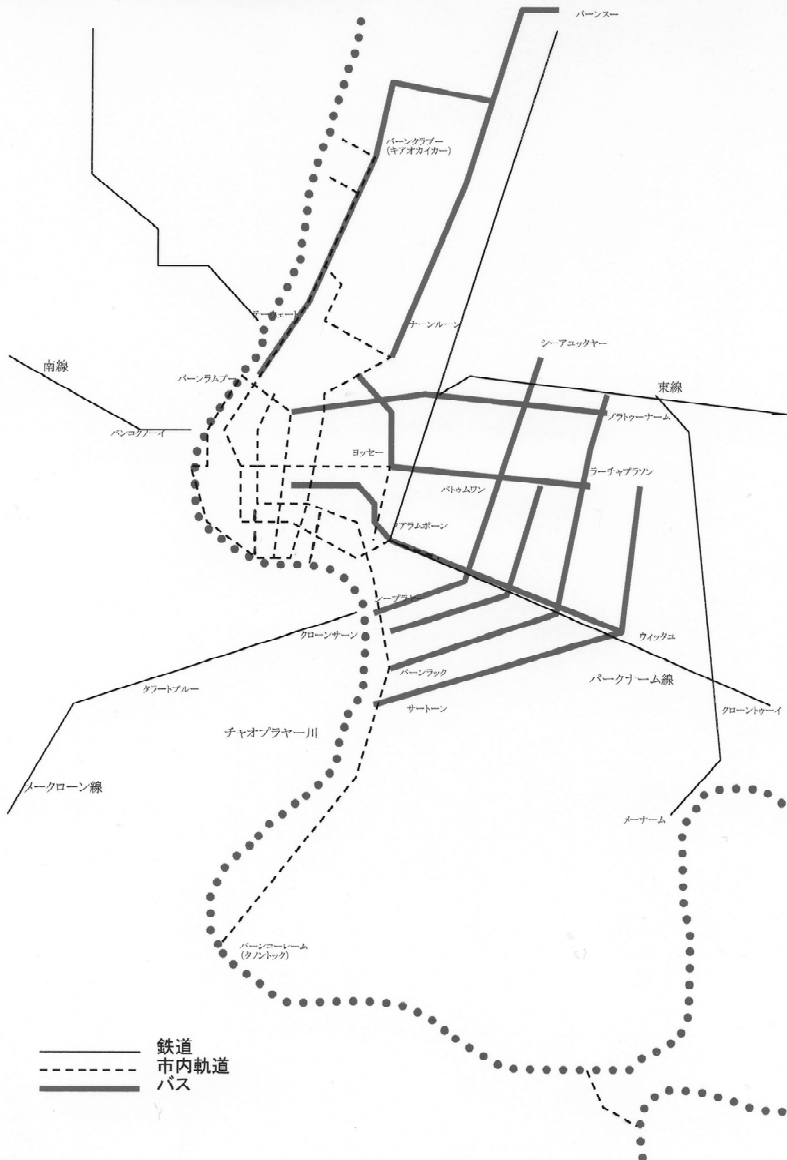 バーンスー
バーンクラブー
(キアオカイカー)
シーアユッタヤー
南線
バーンラムプー
東線
プラトゥーナーム
バンコクノーイ
ヨッセー
ラーチャプラソン
パトゥムワン
クローンサーン
ウィッタユ
バーンラック
パークナーム線
タラートプルー
サートーン
クローントゥーイ
チャオプラヤー川
メークローン線
メーナーム
バーンコーレーム
(タノントック)
鉄道
市内軌道
バス